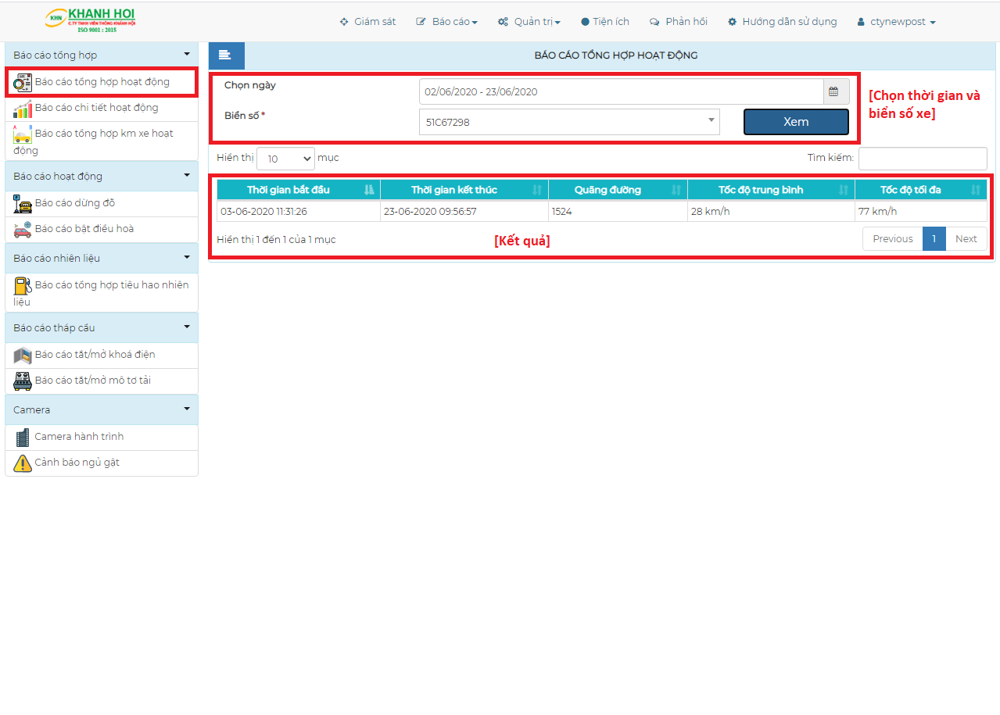 KHN
KHANH HOI
C.TY TNHH VIỄN THÔNG KHÁNH HỘI
ISO 9001 : 2015
Giám sát
Báo cáo
Quản trị
Tiện ích
Phản hồi
Hướng dẫn sử dụng
ctynewpost
Báo cáo tổng hợp
Báo cáo tổng hợp hoạt động
Báo cáo chi tiết hoạt động
Báo cáo tổng hợp km xe hoạt
động
Báo cáo hoạt động
Báo cáo dừng đỗ
Báo cáo bật điều hoà
Báo cáo nhiên liệu
Báo cáo tổng hợp tiêu hao nhiên
liệu
Báo cáo tháp cẩu
Báo cáo tắt/mở khoá điện
Báo cáo tắt/mở mô tơ tải
Camera
Camera hành trình
Cảnh báo ngủ gật
BÁO CÁO TỔNG HỢP HOẠT ĐỘNG
Chọn ngày
02/06/2020 - 23/06/2020
Biển số *
51C67298
Xem
[Chọn thời gian và
biển số xe]
Hiển thị 10 mục
Tìm kiếm:
Thời gian bắt đầu Thời gian kết thúc Quãng đường Tốc độ trung bình Tốc độ tối đa
03-06-2020 11:31:26 23-06-2020 09:56:57 1524 28 km/h 77 km/h
Hiển thị 1 đến 1 của 1 mục
[Kết quả]
Previous 1 Next